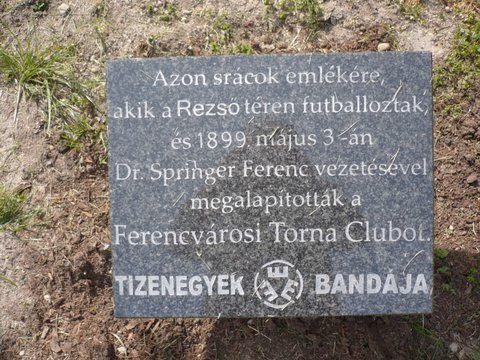 Azon srácok emlékére,
akik a Rezső téren futballoztak,
és 1899. május 3-án
Dr. Springer Ferenc vezetésével
megalapították a
Ferencvárosi Torna Clubot.
TIZENEGYEK BANDÁJA